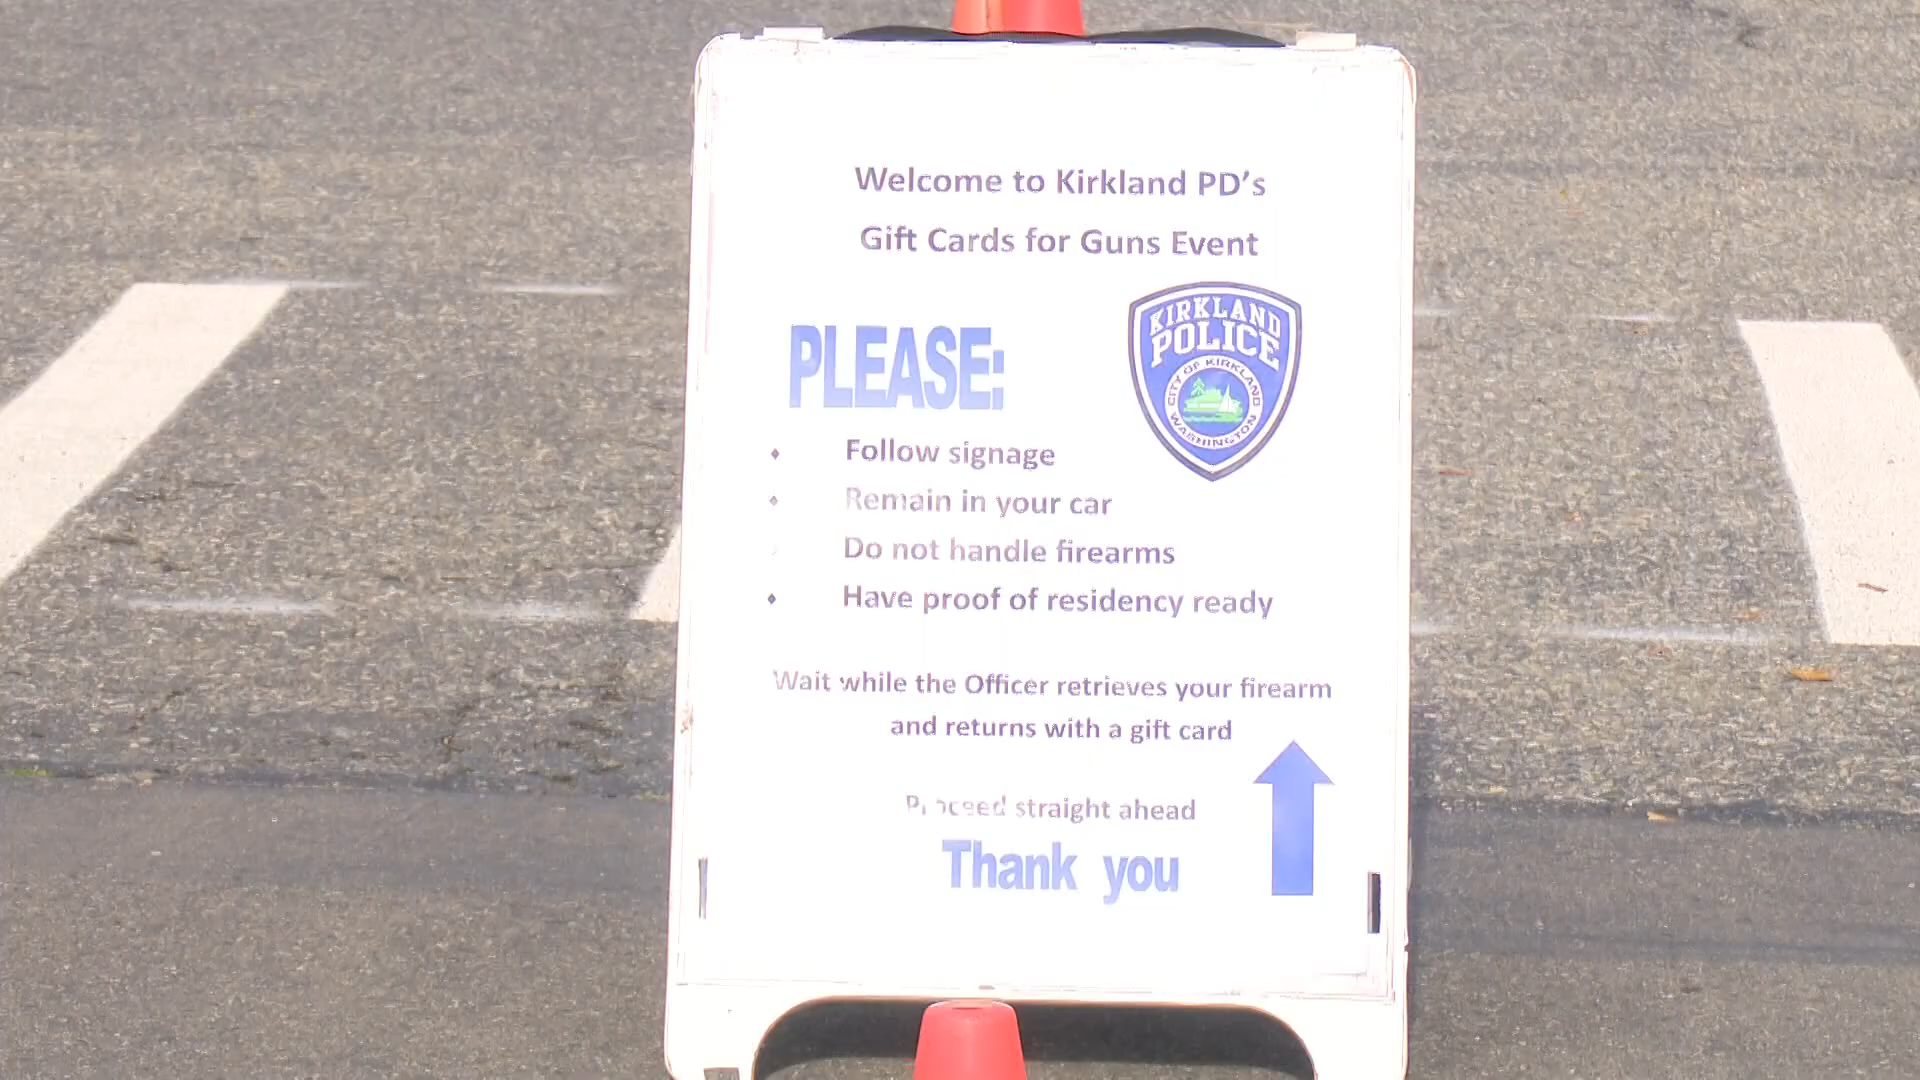 Welcome to Kirkland PD's
Gift Cards for Guns Event
KIRKLAND
POLICE
CITY OF KIRKLAND
WASHINGTON
PLEASE:
Follow signage
Remain in your car
Do not handle firearms
Have proof of residency ready
Wait while the Officer retrieves your firearm
and returns with a gift card
Proceed straight ahead
Thank you